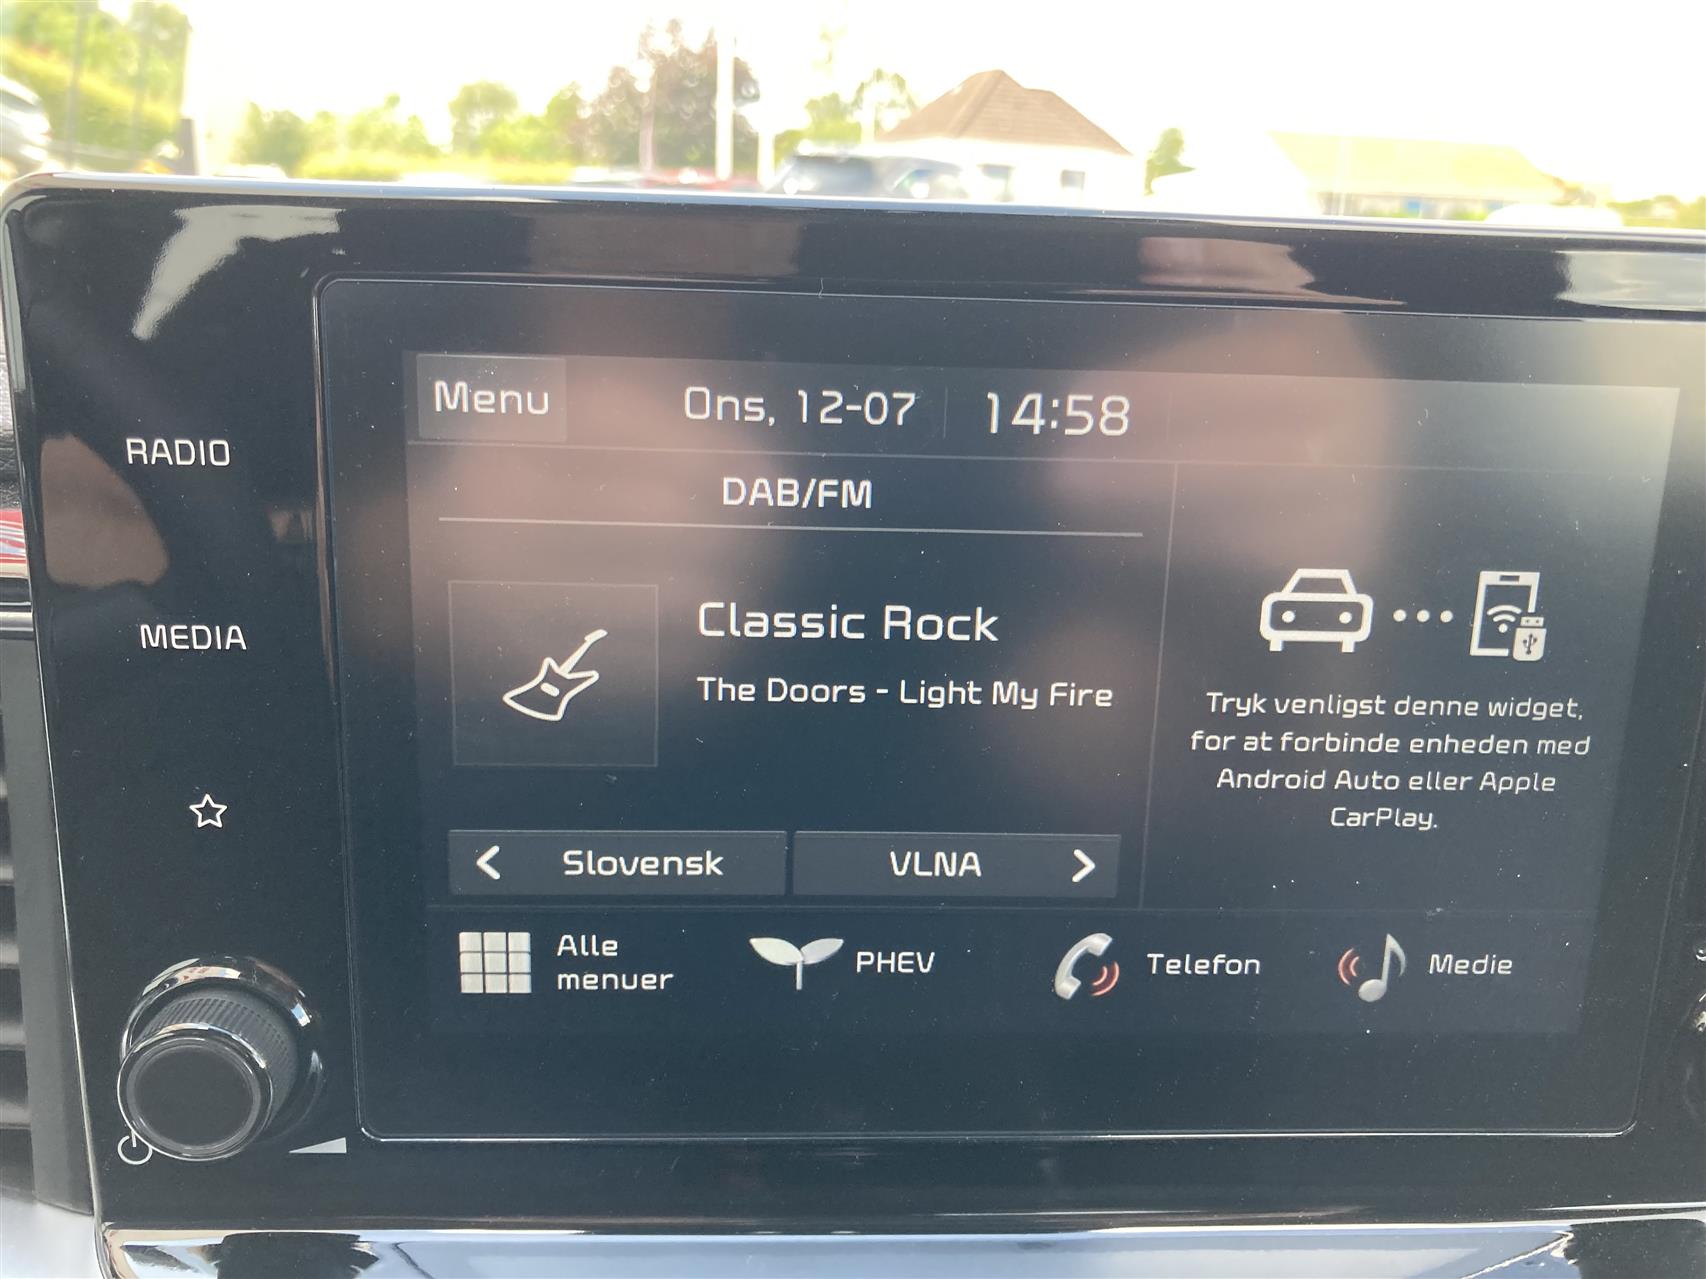 RADIO
MEDIA
Menu
Ons, 12-07
14:58
DAB/FM
Classic Rock
The Doors - Light My Fire
Slovensk
VLNA
Tryk venligst denne widget,
for at forbinde enheden med
Android Auto eller Apple
CarPlay.
Alle
menuer
PHEV
Telefon
Medie